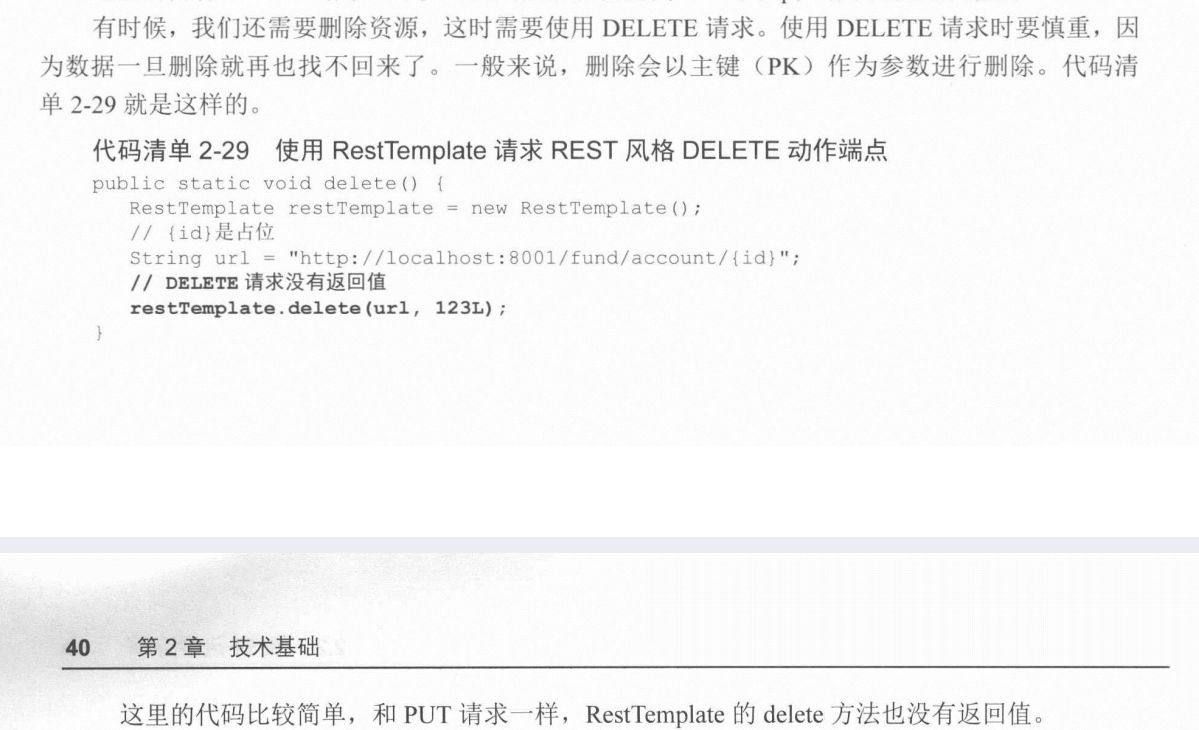 有时候，我们还需要删除资源，这时需要使用 DELETE 请求。使用 DELETE 请求时要慎重，因
为数据一旦删除就再也找不回来了。一般来说，删除会以主键（PK）作为参数进行删除。代码清
单 2-29 就是这样的。
代码清单 2-29　使用 RestTemplate 请求 REST 风格 DELETE 动作端点
public static void delete() {
   RestTemplate restTemplate = new RestTemplate();
   // {id}是占位
   String url = "http://localhost:8001/fund/account/{id}";
   // DELETE 请求没有返回值
   restTemplate.delete(url, 123L);
}
40　第 2 章　技术基础
这里的代码比较简单，和 PUT 请求一样，RestTemplate 的 delete 方法也没有返回值。